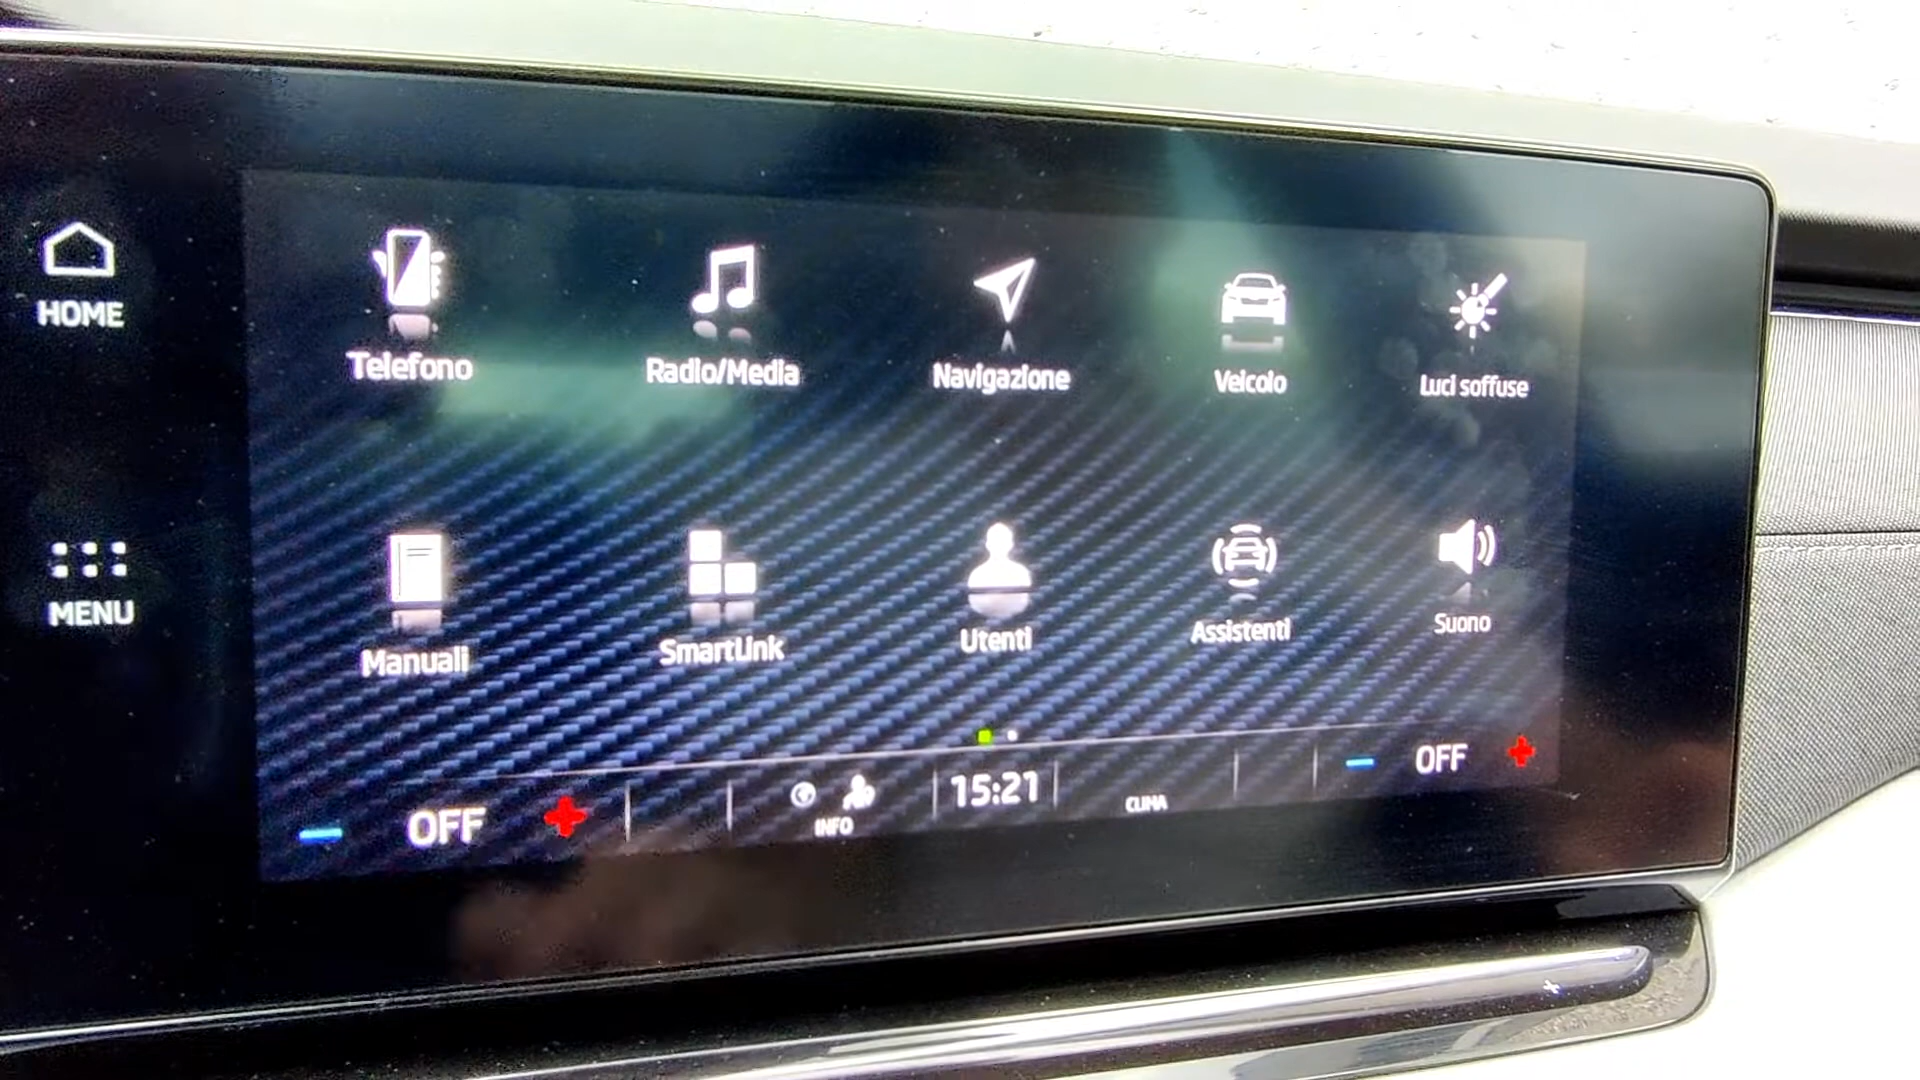 HOME
Telefono
Radio/Media
Navigazione
Veicolo
Luci soffuse
MENU
Manuali
SmartLink
Utenti
Assistenti
Suono
OFF
INFO
15:21
CLIMA
OFF